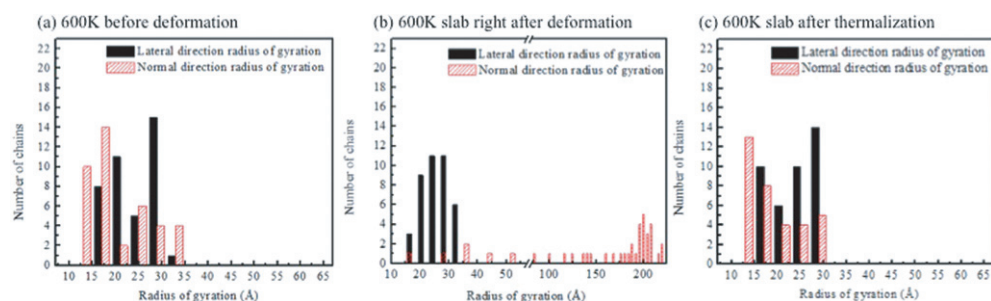 (a) 600K before deformation
(b) 600K slab right after deformation
(c) 600K slab after thermalization
Lateral direction radius of gyration
Normal direction radius of gyration
Number of chains
22
20
18
16
14
12
10
8
6
4
2
0
10 15 20 25 30 35 40 45 50 55 60 65
Radius of gyration (Å)
Lateral direction radius of gyration
Normal direction radius of gyration
Number of chains
22
20
18
16
14
12
10
8
6
4
2
0
10 20 30 40 50 100 150 200
Radius of gyration (Å)
Lateral direction radius of gyration
Normal direction radius of gyration
Number of chains
22
20
18
16
14
12
10
8
6
4
2
0
10 15 20 25 30 35 40 45 50 55 60 65
Radius of gyration (Å)